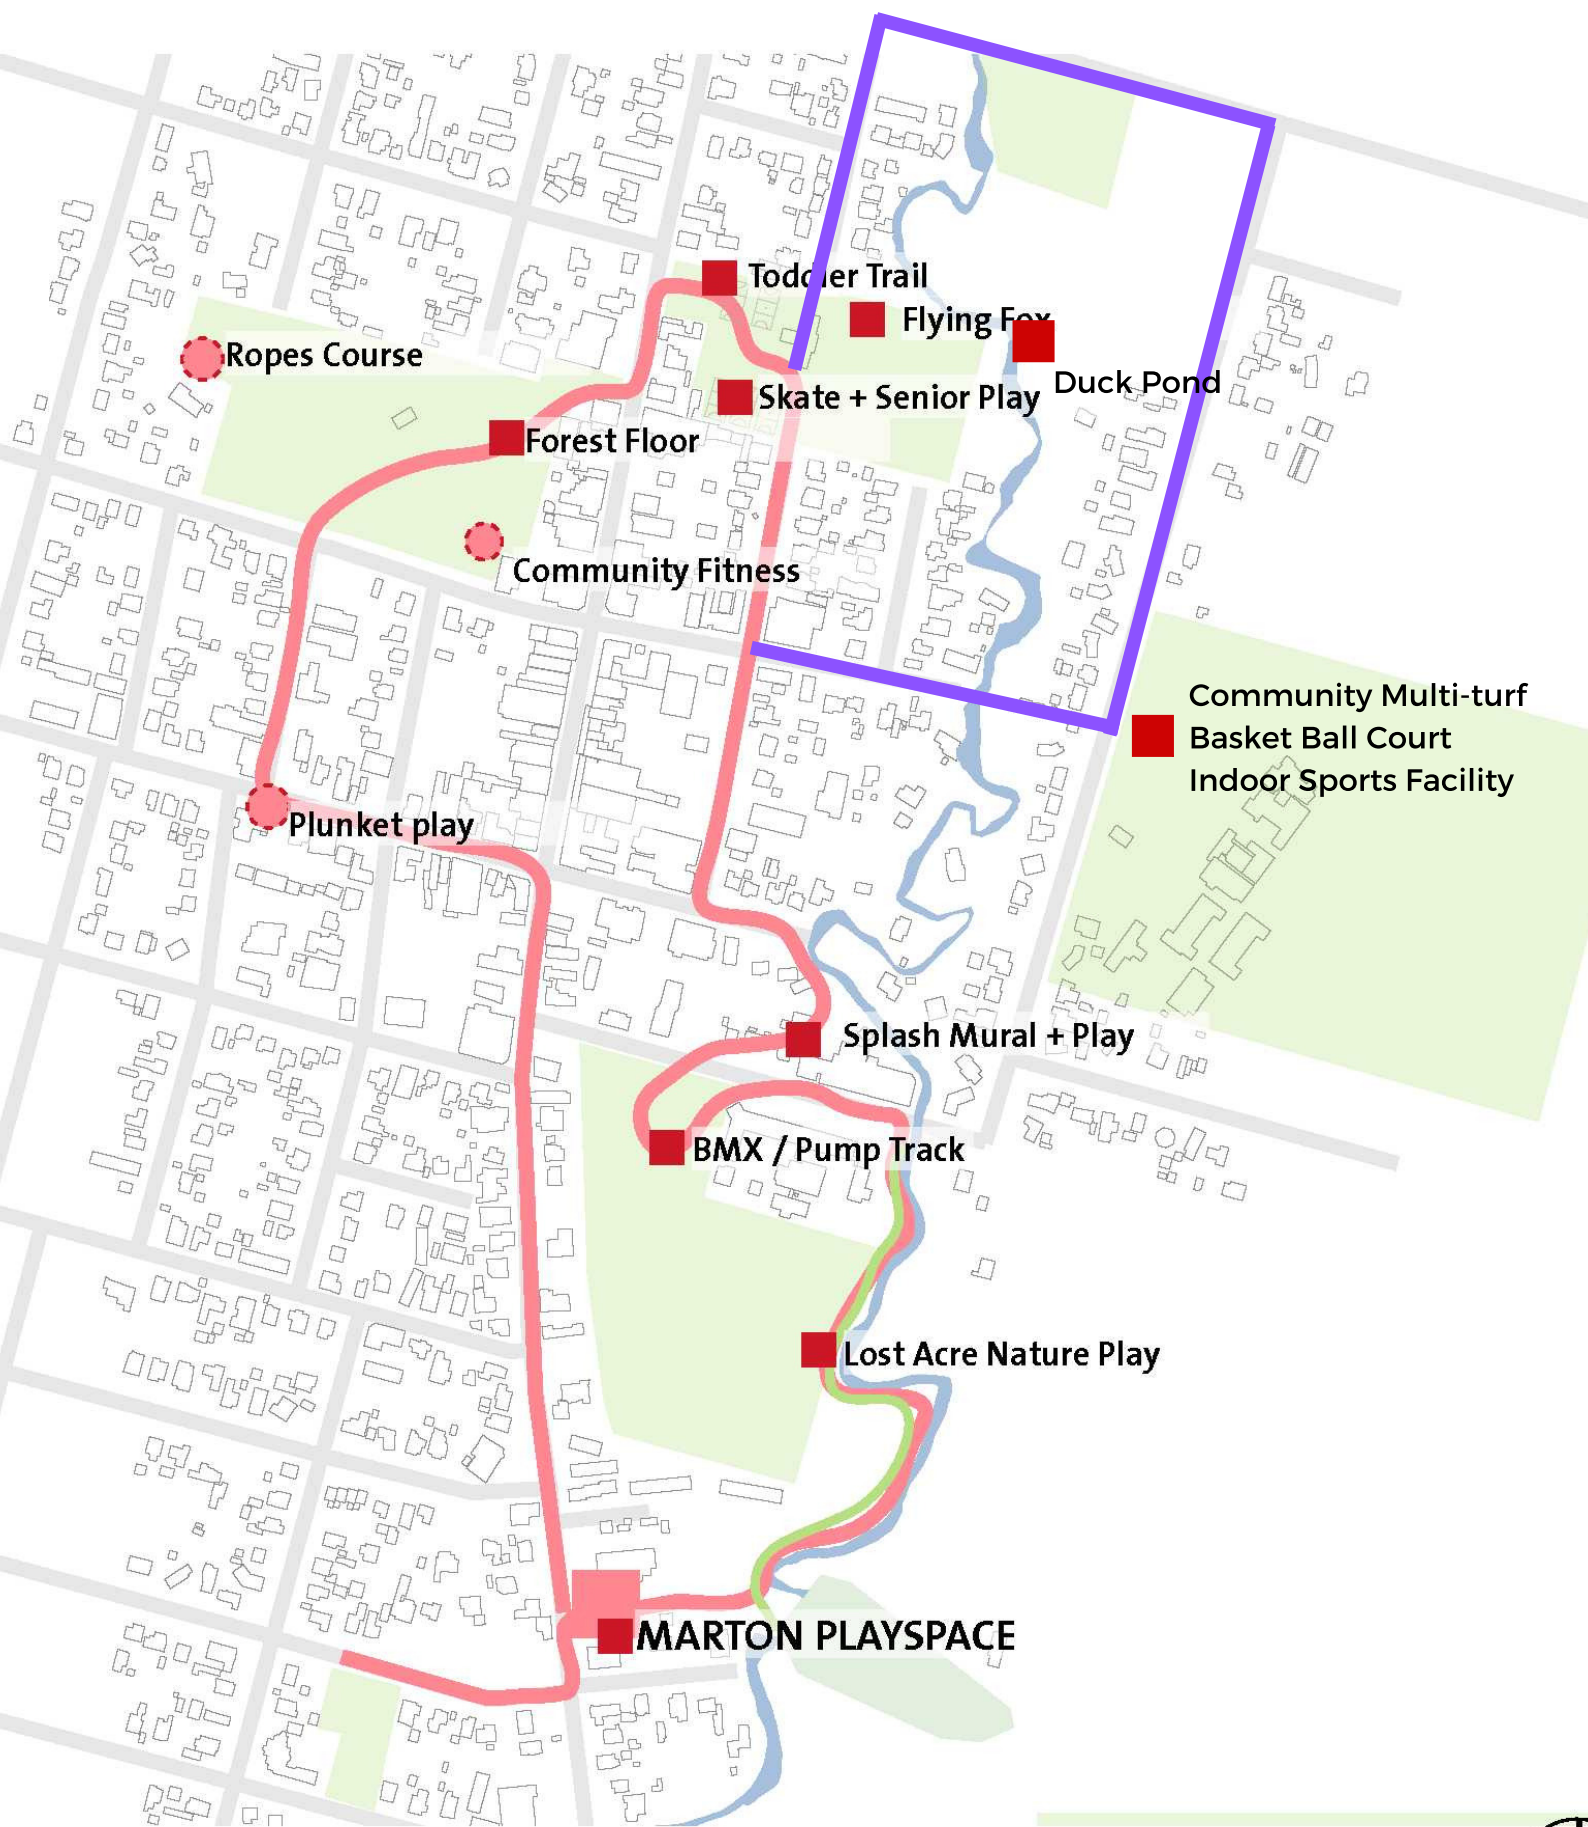 Toddler Trail
Flying Fox
Ropes Course
Duck Pond
Skate + Senior Play
Forest Floor
Community Fitness
Community Multi-turf
Basket Ball Court
Indoor Sports Facility
Plunket play
Splash Mural + Play
BMX / Pump Track
Lost Acre Nature Play
MARTON PLAYSPACE